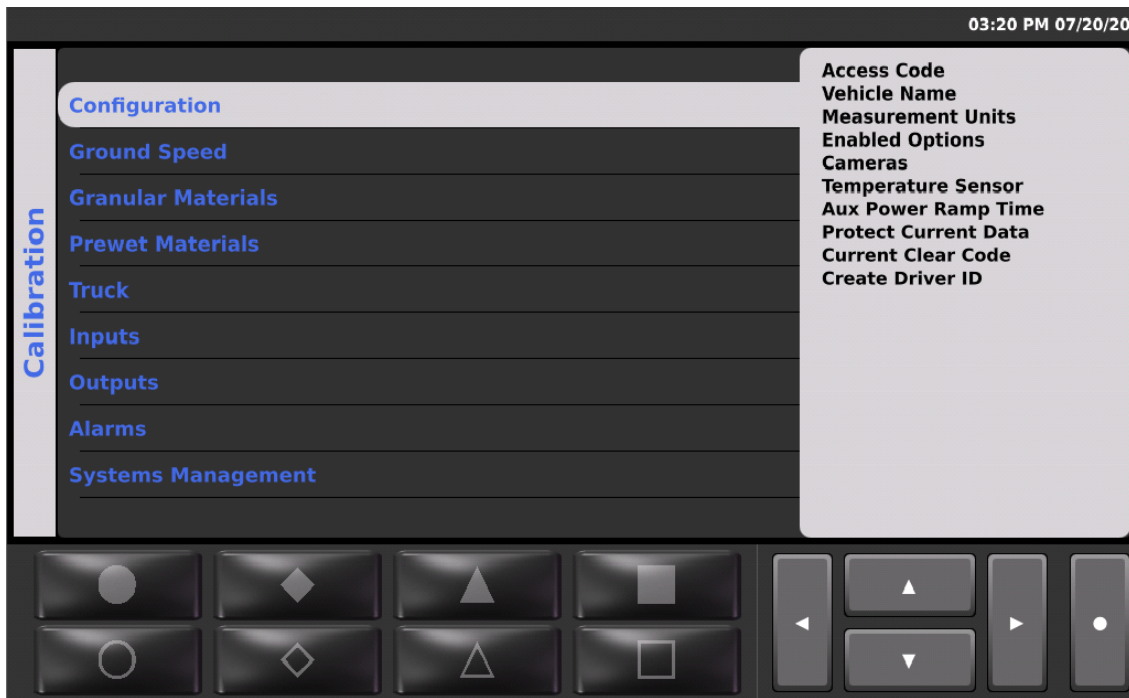 03:20 PM 07/20/20
Calibration
Configuration
Ground Speed
Granular Materials
Prewet Materials
Truck
Inputs
Outputs
Alarms
Systems Management
Access Code
Vehicle Name
Measurement Units
Enabled Options
Cameras
Temperature Sensor
Aux Power Ramp Time
Protect Current Data
Current Clear Code
Create Driver ID